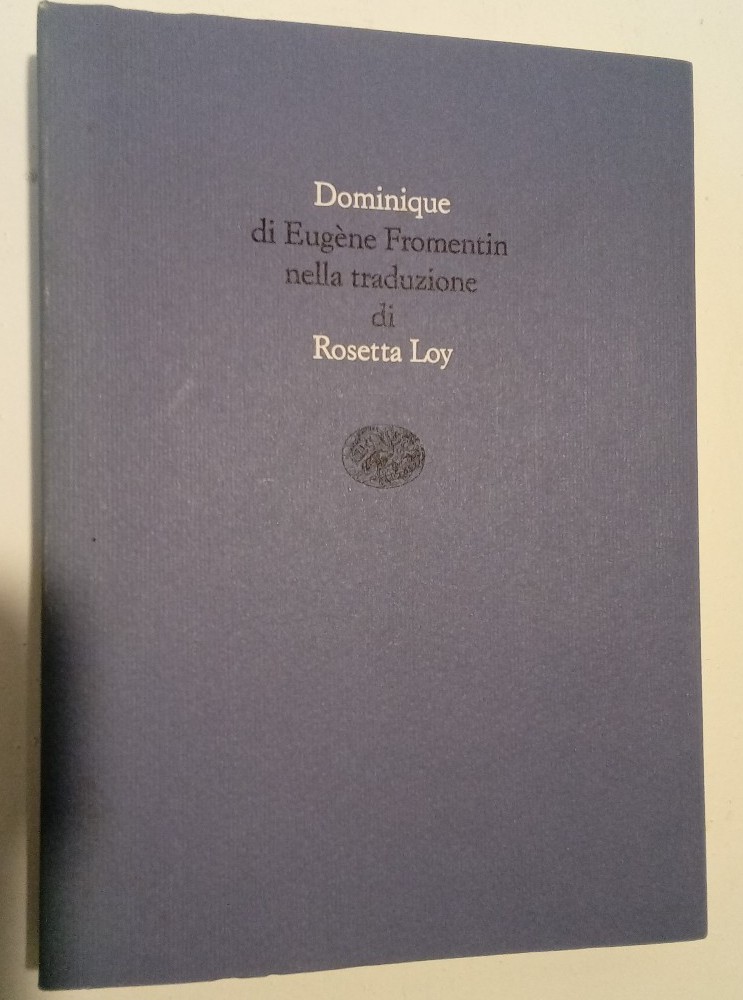 Dominique
di Eugène Fromentin
nella traduzione
di
Rosetta Loy